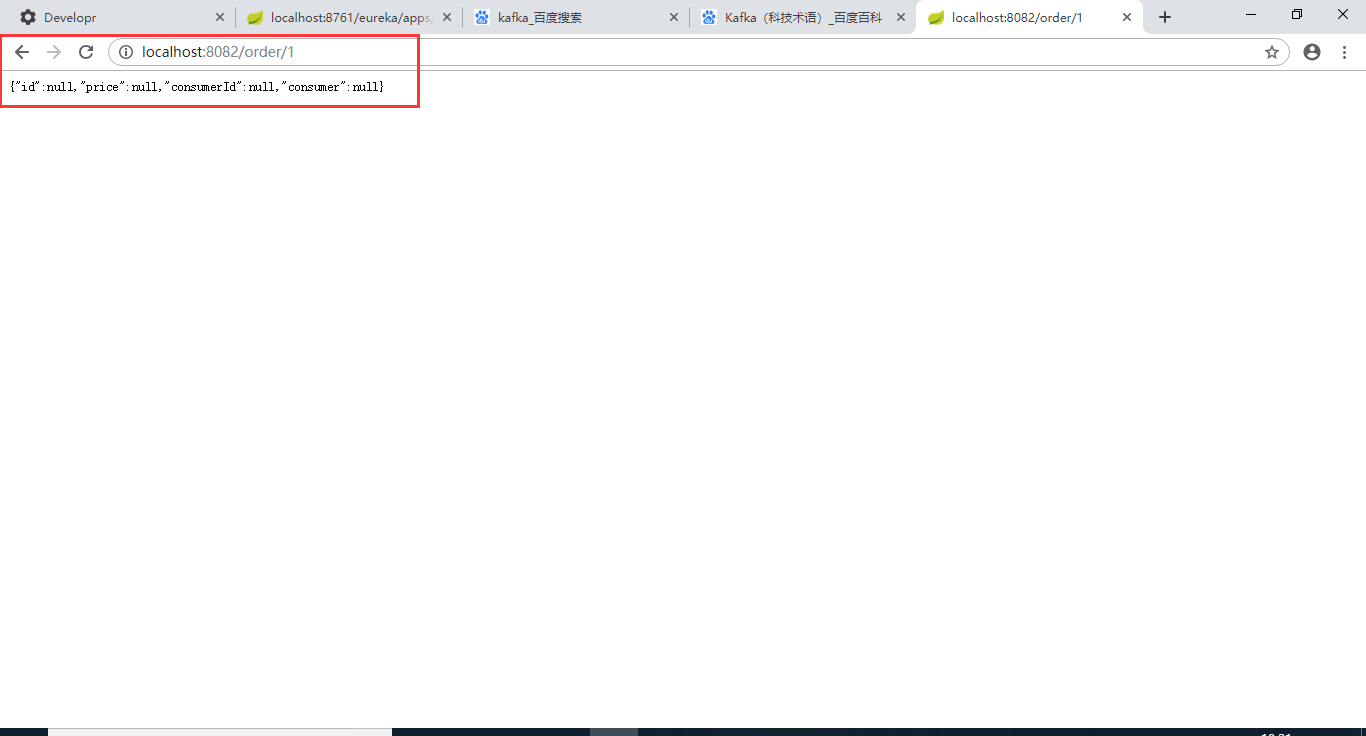 Developr
localhost:8761/eureka/apps/
kafka_百度搜索
Kafka（科技术语）_百度百科
localhost:8082/order/1
localhost:8082/order/1
{"id":null,"price":null,"consumerId":null,"consumer":null}